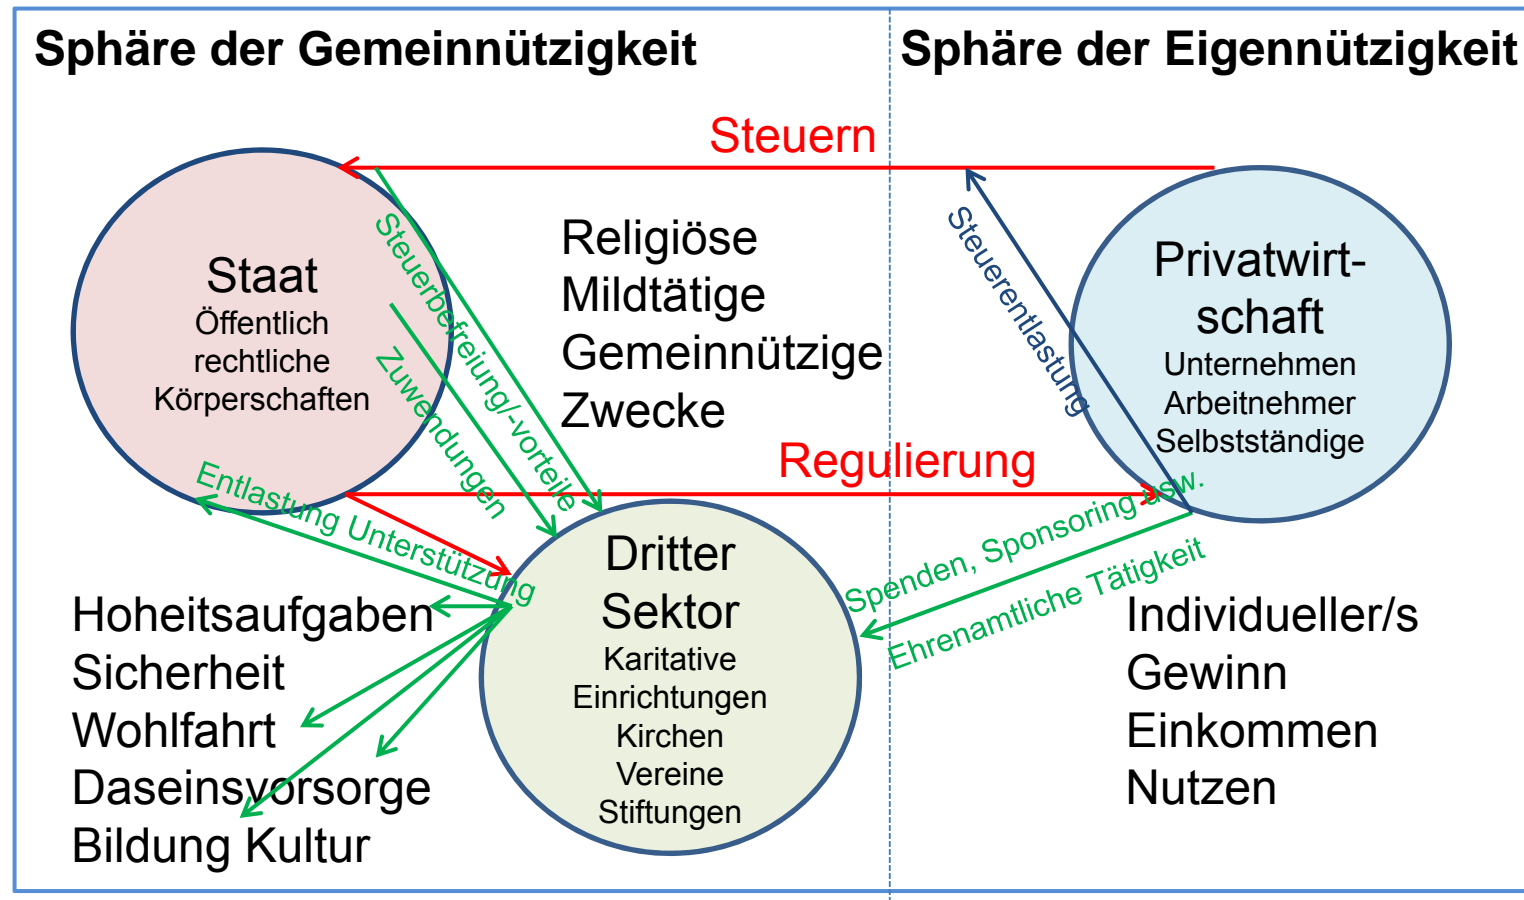 Sphäre der Gemeinnützigkeit
Sphäre der Eigennützigkeit
Steuern
Staat
Öffentlich
rechtliche
Körperschaften
Steuerbefreiung/-vorteile
Zuwendungen
Religiöse
Mildtätige
Gemeinnützige
Zwecke
Steuerentlastung
Privatwirt-
schaft
Unternehmen
Arbeitnehmer
Selbstständige
Regulierung
Entlastung Unterstützung
Spenden, Sponsoring usw.
Ehrenamtliche Tätigkeit
Dritter
Sektor
Karitative
Einrichtungen
Kirchen
Vereine
Stiftungen
Hoheitsaufgaben
Sicherheit
Wohlfahrt
Daseinsvorsorge
Bildung Kultur
Individueller/s
Gewinn
Einkommen
Nutzen